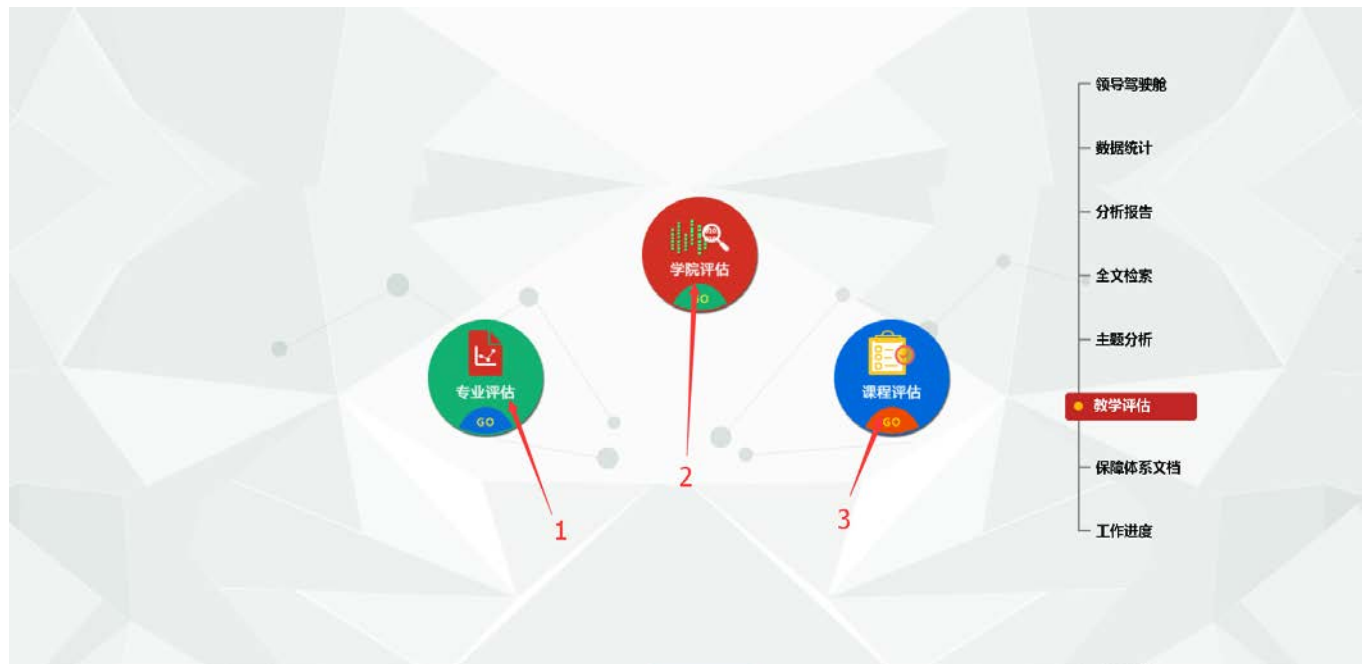 领导驾驶舱
数据统计
分析报告
全文检索
主题分析
教学评估
保障体系文档
工作进度
学院评估
GO
专业评估
GO
课程评估
GO
1
2
3